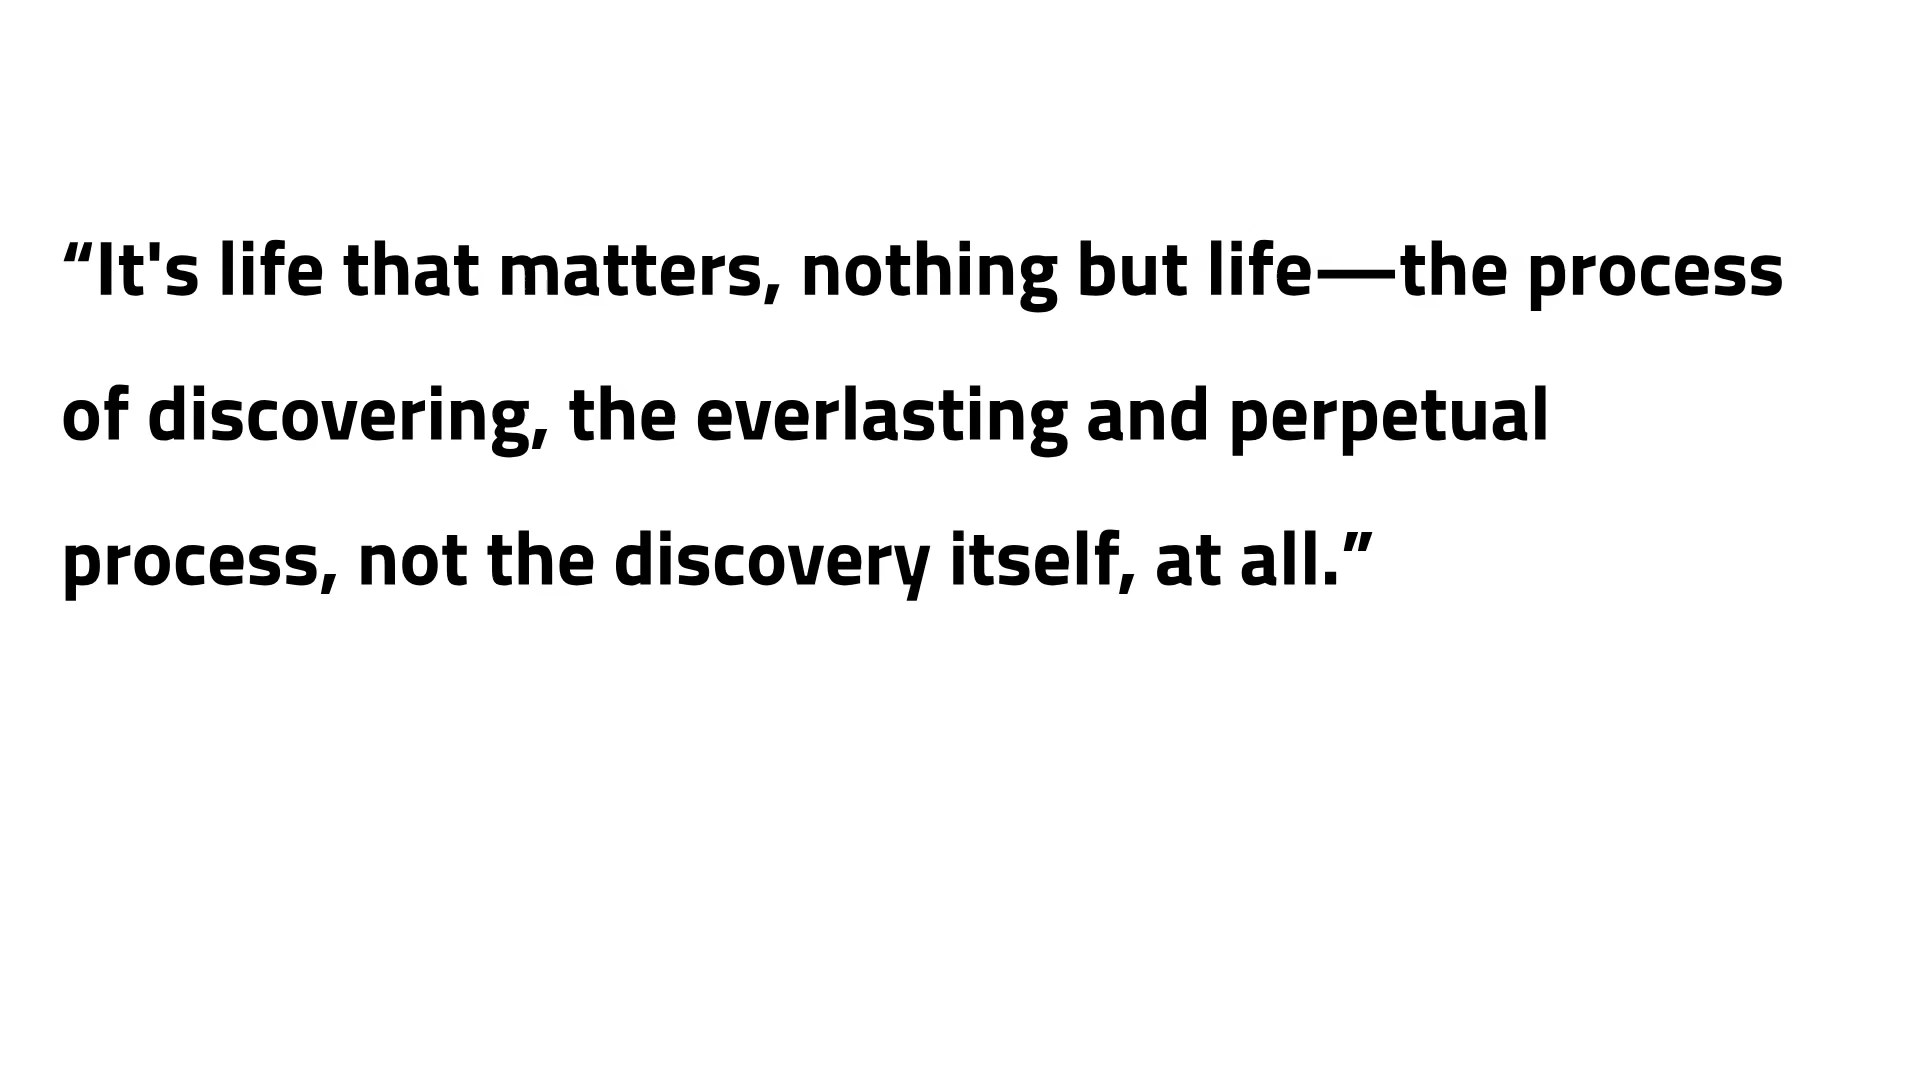 “It's life that matters, nothing but life—the process
of discovering, the everlasting and perpetual
process, not the discovery itself, at all.”